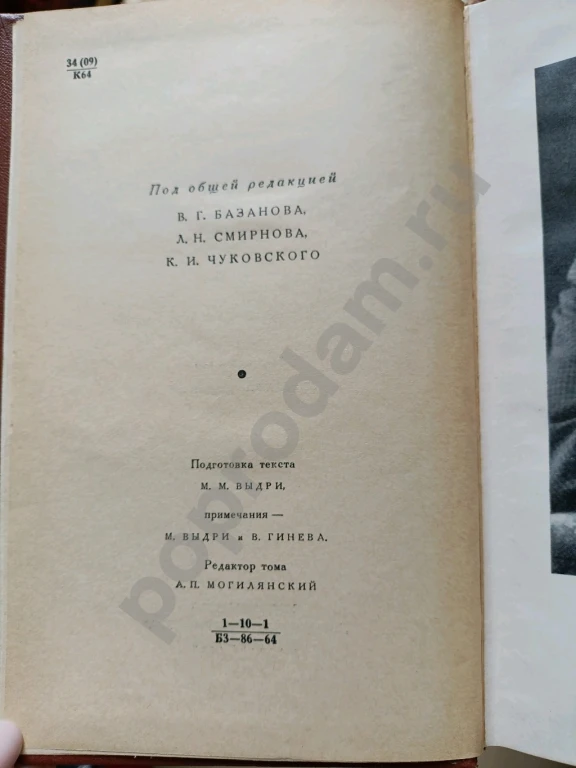 34 (09)
К64
Под общей редакцией
В. Г. БАЗАНОВА,
Л. Н. СМИРНОВА,
К. И. ЧУКОВСКОГО
Подготовка текста
М. М. ВЫДРИ,
примечания —
М. ВЫДРИ и В. ГИНЕВА.
Редактор тома
А. П. МОГИЛЯНСКИЙ
1—10—1
БЗ—86—64
poprodam.ru